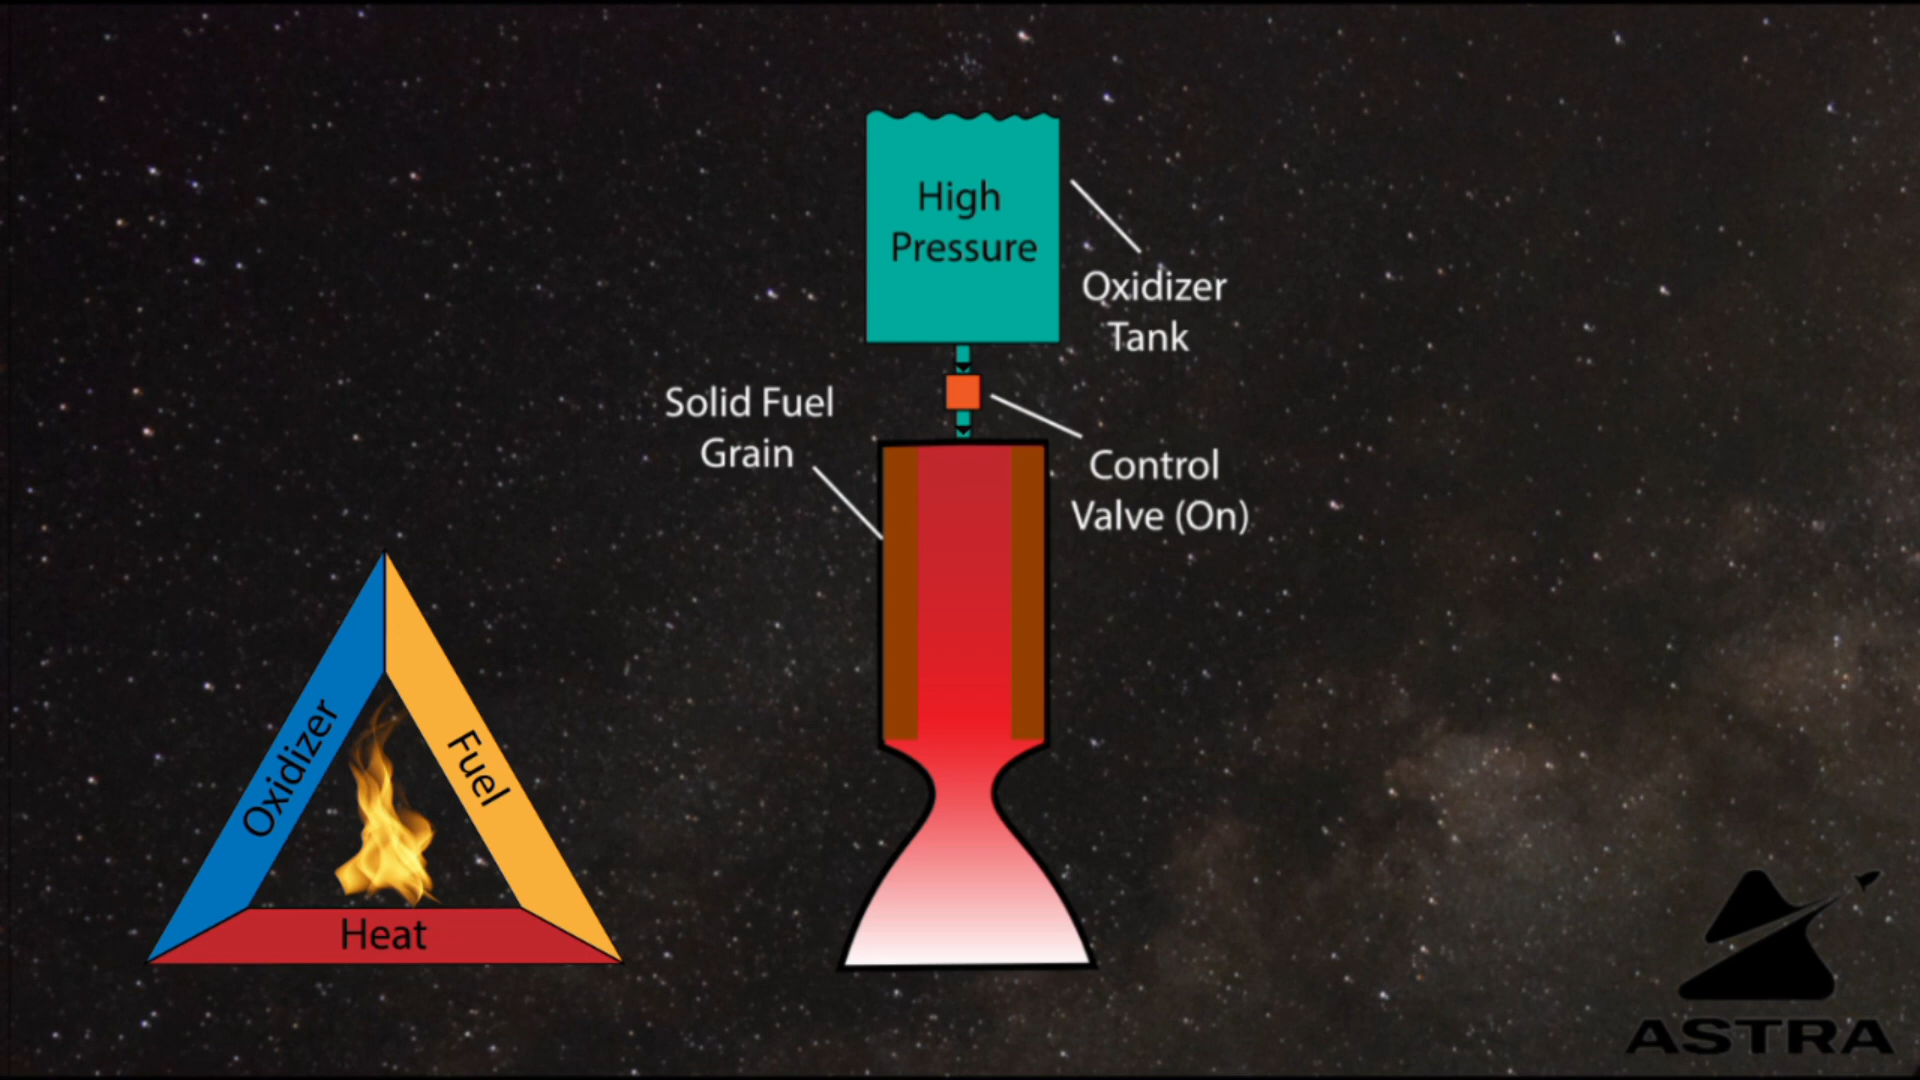 High
Pressure
Oxidizer
Tank
Solid Fuel
Grain
Control
Valve (On)
Oxidizer
Fuel
Heat
ASTRA